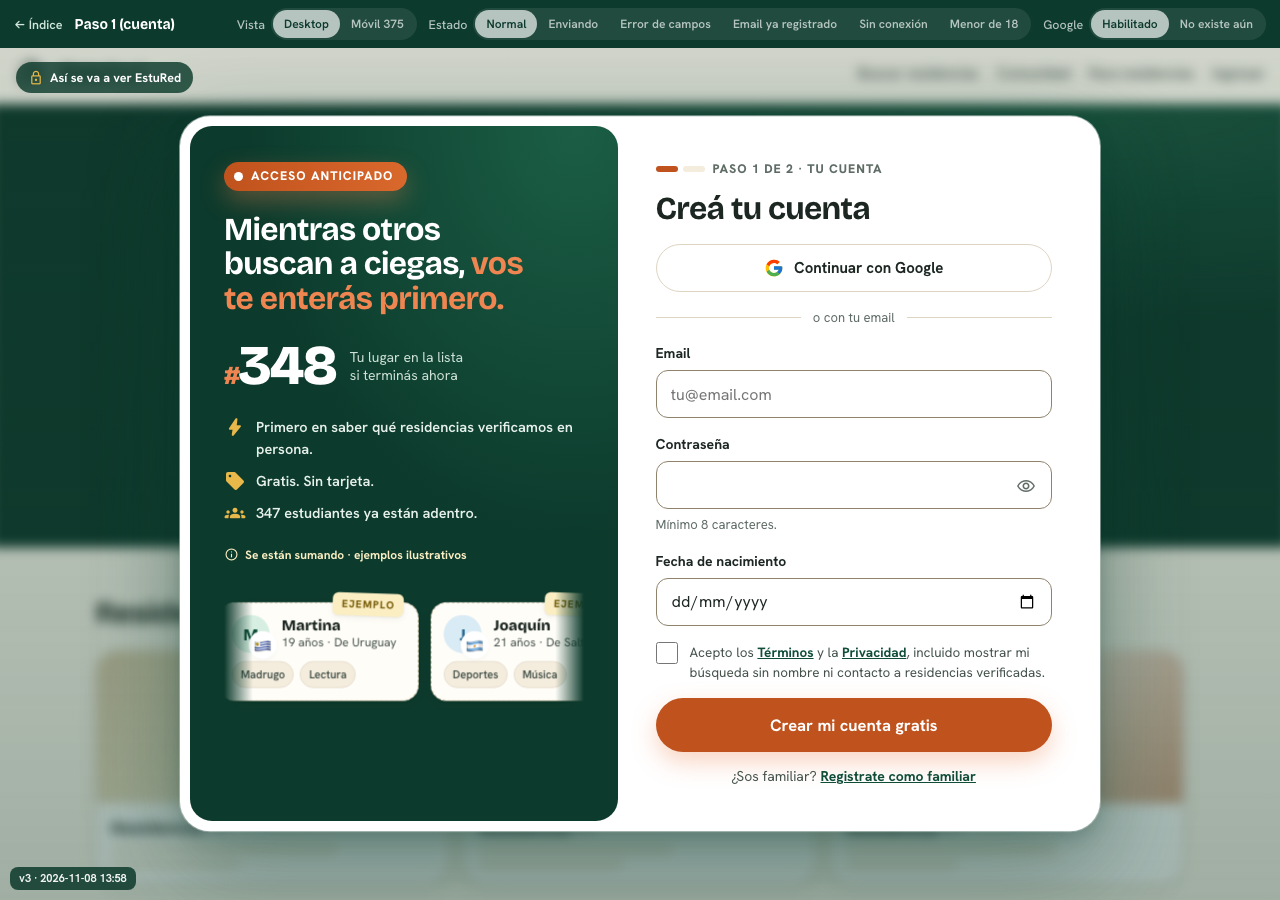 ← Índice Paso 1 (cuenta) Vista Desktop Móvil 375 Estado Normal Enviando Error de campos Email ya registrado Sin conexión Menor de 18 Google Habilitado No existe aún
Así se va a ver EstuRed
ACCESO ANTICIPADO
Mientras otros
buscan a ciegas, vos
te enterás primero.
#348
Tu lugar en la lista
si terminás ahora
Primero en saber qué residencias verificamos en
persona.
Gratis. Sin tarjeta.
347 estudiantes ya están adentro.
Se están sumando · ejemplos ilustrativos
EJEMPLO
M Martina
19 años · De Uruguay
Madrugo Lectura
J Joaquín
21 años · De
Deportes Música
PASO 1 DE 2 · TU CUENTA
Creá tu cuenta
Continuar con Google
o con tu email
Email
tu@email.com
Contraseña
Mínimo 8 caracteres.
Fecha de nacimiento
dd/mm/yyyy
Acepto los Términos y la Privacidad, incluido mostrar mi
búsqueda sin nombre ni contacto a residencias verificadas.
Crear mi cuenta gratis
¿Sos familiar? Registrate como familiar
v3 · 2026-11-08 13:58